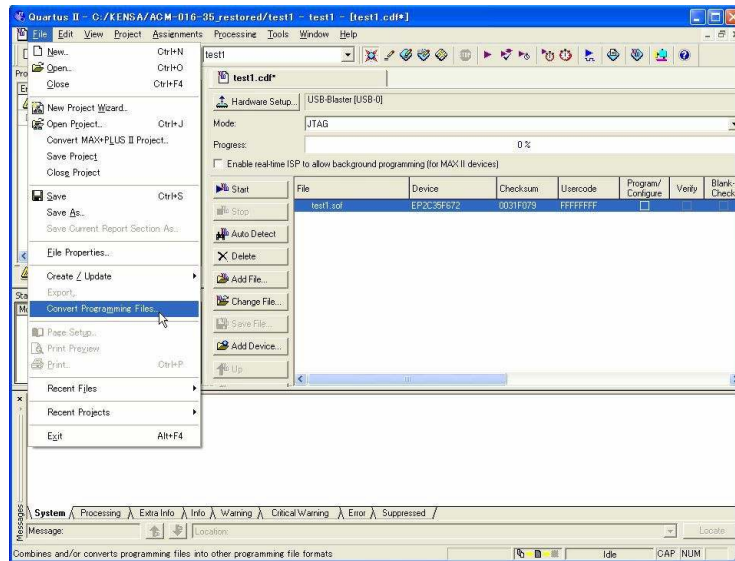 Quartus II - C:/KENSA/ACM-016-35_restored/test1 - test1 - [test1.cdf*]
File Edit View Project Assignments Processing Tools Window Help
New... Ctrl+N
test1
Open... Ctrl+O
Close Ctrl+F4
test1.cdf*
New Project Wizard...
Hardware Setup... USB-Blaster [USB-0]
Open Project... Ctrl+J
Mode: JTAG
Convert MAX+PLUS II Project...
Save Project
Progress: 0 %
Close Project
Enable real-time ISP to allow background programming (for MAX II devices)
Save Ctrl+S
Start
File Device Checksum Usercode Program/ Configure Verify Blank- Check
Save As...
test1.sof EP2C35F672 0031F079 FFFFFFFF
Save Current Report Section As...
Stop
File Properties...
Auto Detect
Delete
Create / Update
Add File...
Export...
Convert Programming Files...
Change File...
Page Setup...
Save File...
Print Preview
Add Device...
Print... Ctrl+P
Up
Recent Files
Recent Projects
Exit Alt+F4
System Processing Extra Info Info Warning Critical Warning Error Suppressed
Messages
Message: Location: Locate
Combines and/or converts programming files into other programming file formats
Idle CAP NUM